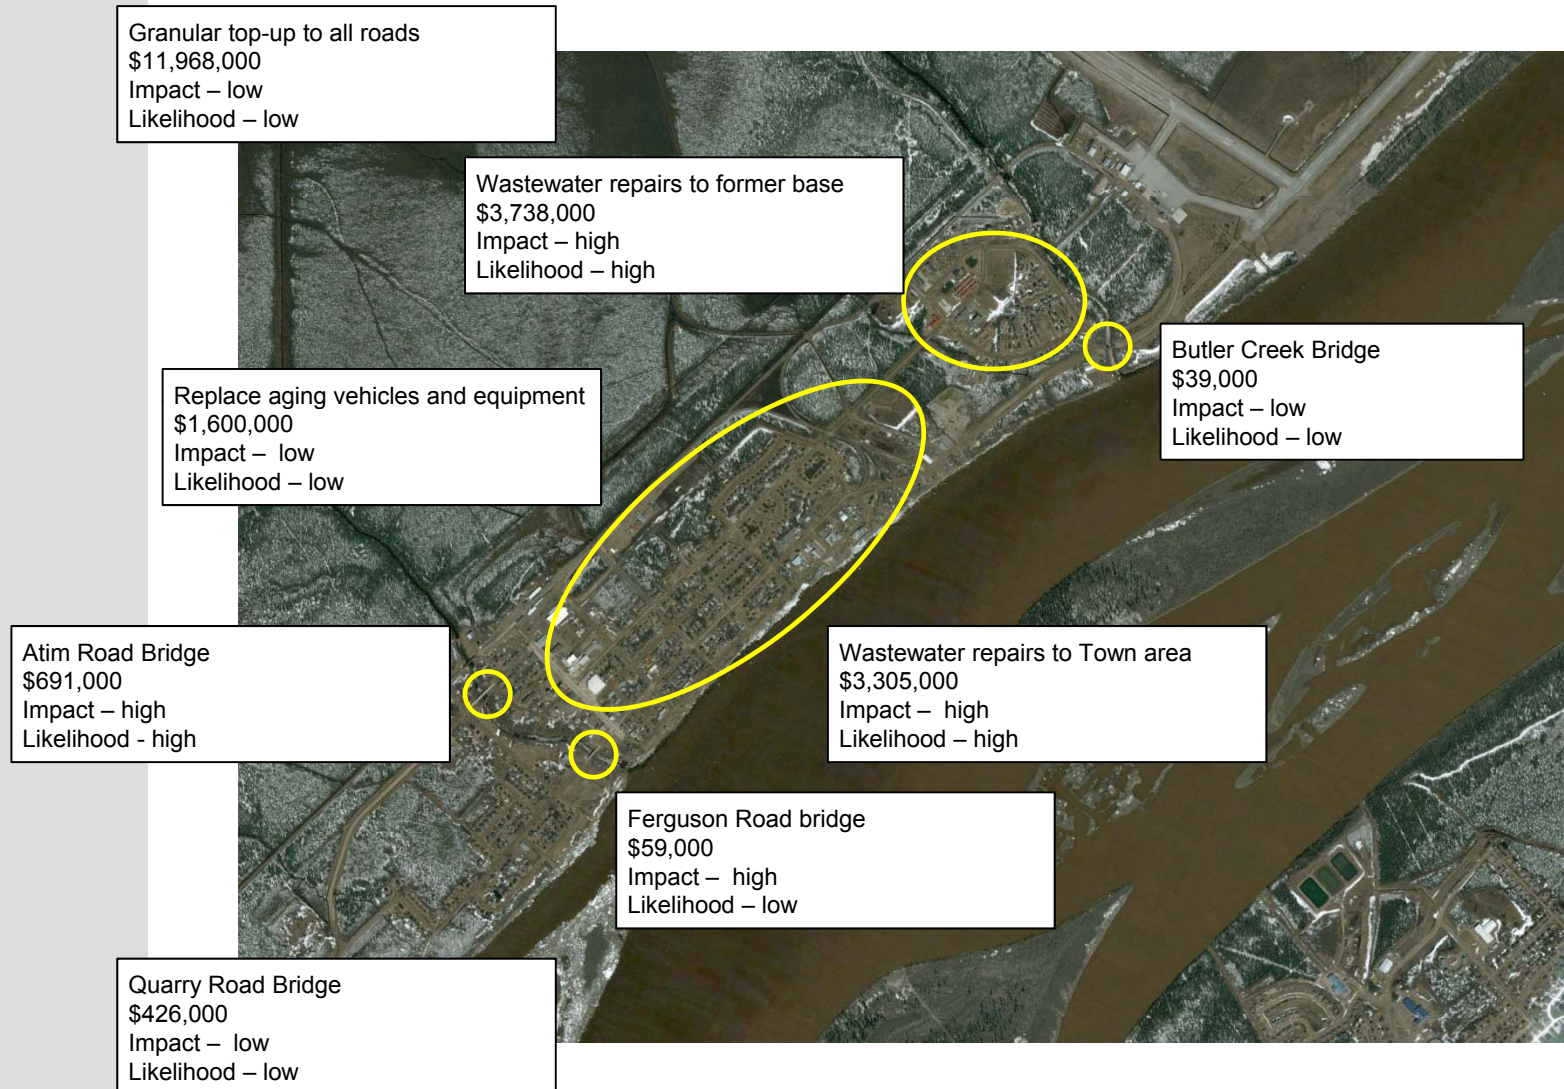 Granular top-up to all roads
$11,968,000
Impact – low
Likelihood – low
Wastewater repairs to former base
$3,738,000
Impact – high
Likelihood – high
Butler Creek Bridge
$39,000
Impact – low
Likelihood – low
Replace aging vehicles and equipment
$1,600,000
Impact –  low
Likelihood – low
Atim Road Bridge
$691,000
Impact – high
Likelihood - high
Wastewater repairs to Town area
$3,305,000
Impact –  high
Likelihood – high
Ferguson Road bridge
$59,000
Impact –  high
Likelihood – low
Quarry Road Bridge
$426,000
Impact –  low
Likelihood – low